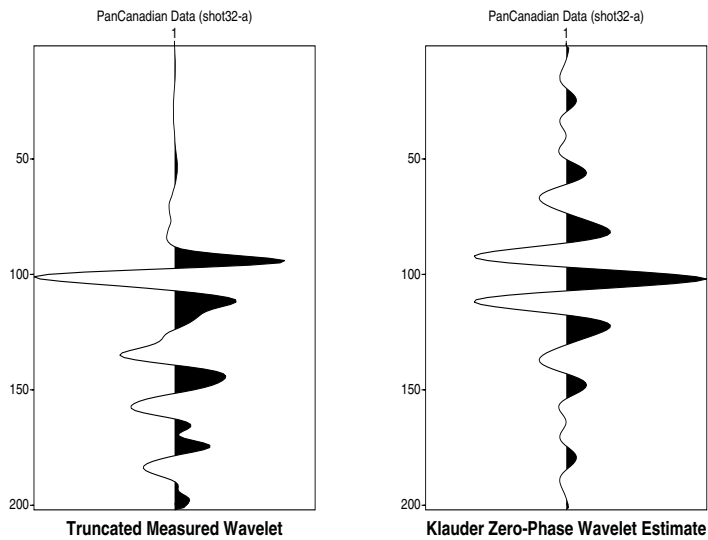 PanCanadian Data (shot32-a)
1
50
100
150
200
Truncated Measured Wavelet
PanCanadian Data (shot32-a)
1
50
100
150
200
Klauder Zero-Phase Wavelet Estimate